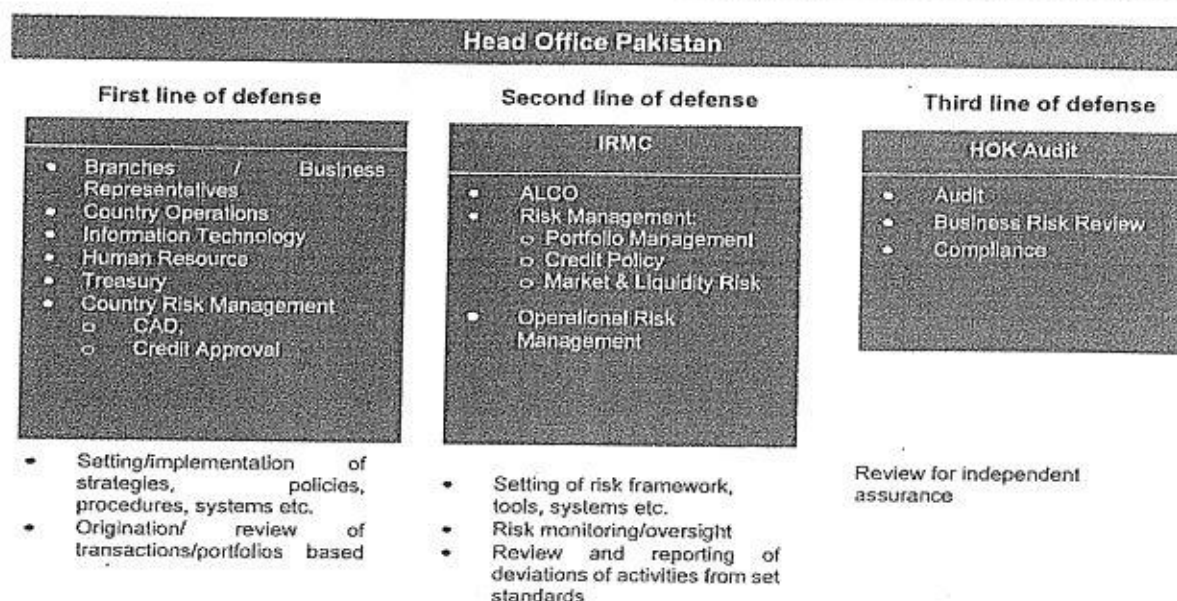 Head Office Pakistan
First line of defense
• Branches / Business
Representatives
• Country Operations
• Information Technology
• Human Resource
• Treasury
• Country Risk Management
o CAD,
o Credit Approval
• Setting/implementation of
strategies, policies,
procedures, systems etc.
• Origination/ review of
transactions/portfolios based
Second line of defense
IRMC
• ALCO
• Risk Management:
o Portfolio Management
o Credit Policy
o Market & Liquidity Risk
• Operational Risk
Management
• Setting of risk framework,
tools, systems etc.
• Risk monitoring/oversight
• Review and reporting of
deviations of activities from set
standards
Third line of defense
HOK Audit
• Audit
• Business Risk Review
• Compliance
Review for independent
assurance